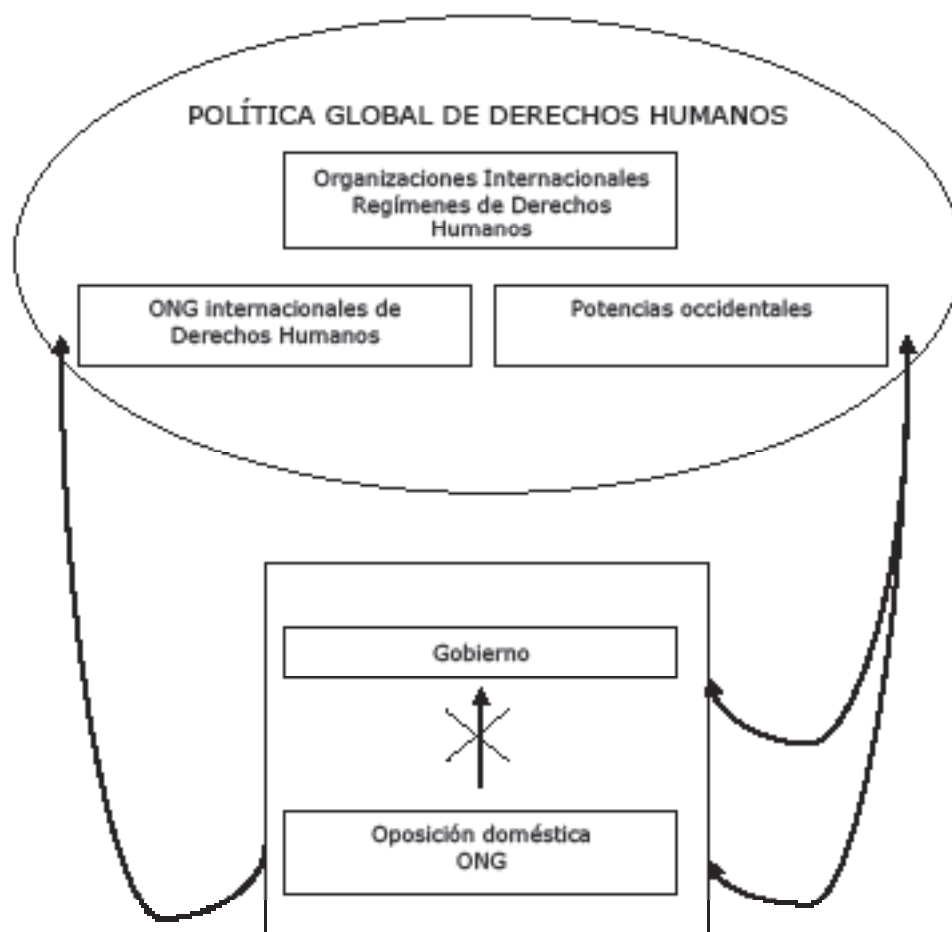 POLÍTICA GLOBAL DE DERECHOS HUMANOS
Organizaciones Internacionales
Regímenes de Derechos
Humanos
ONG internacionales de
Derechos Humanos
Potencias occidentales
Gobierno
Oposición doméstica
ONG